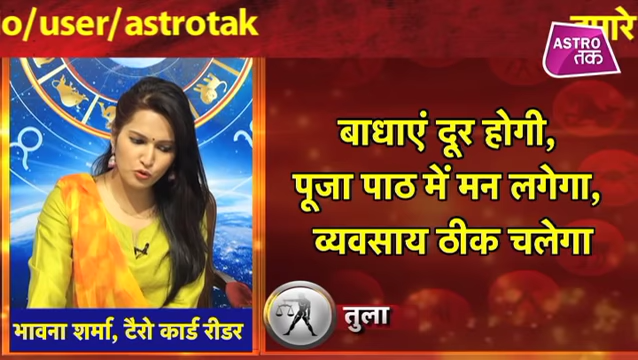 o/user/astrotak
ASTRO
तक
बाधाएं दूर होगी,
पूजा पाठ में मन लगेगा,
व्यवसाय ठीक चलेगा
तुला
भावना शर्मा, टैरो कार्ड रीडर